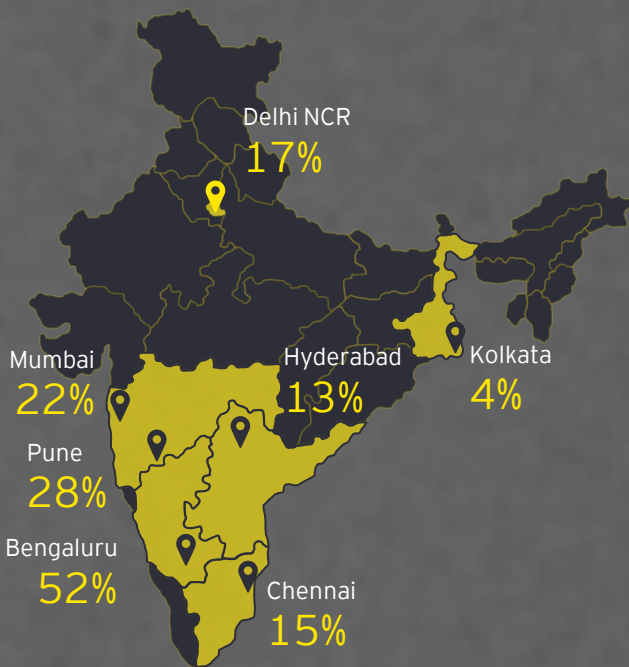 Delhi NCR
17%
Mumbai
22%
Hyderabad
13%
Kolkata
4%
Pune
28%
Bengaluru
52%
Chennai
15%